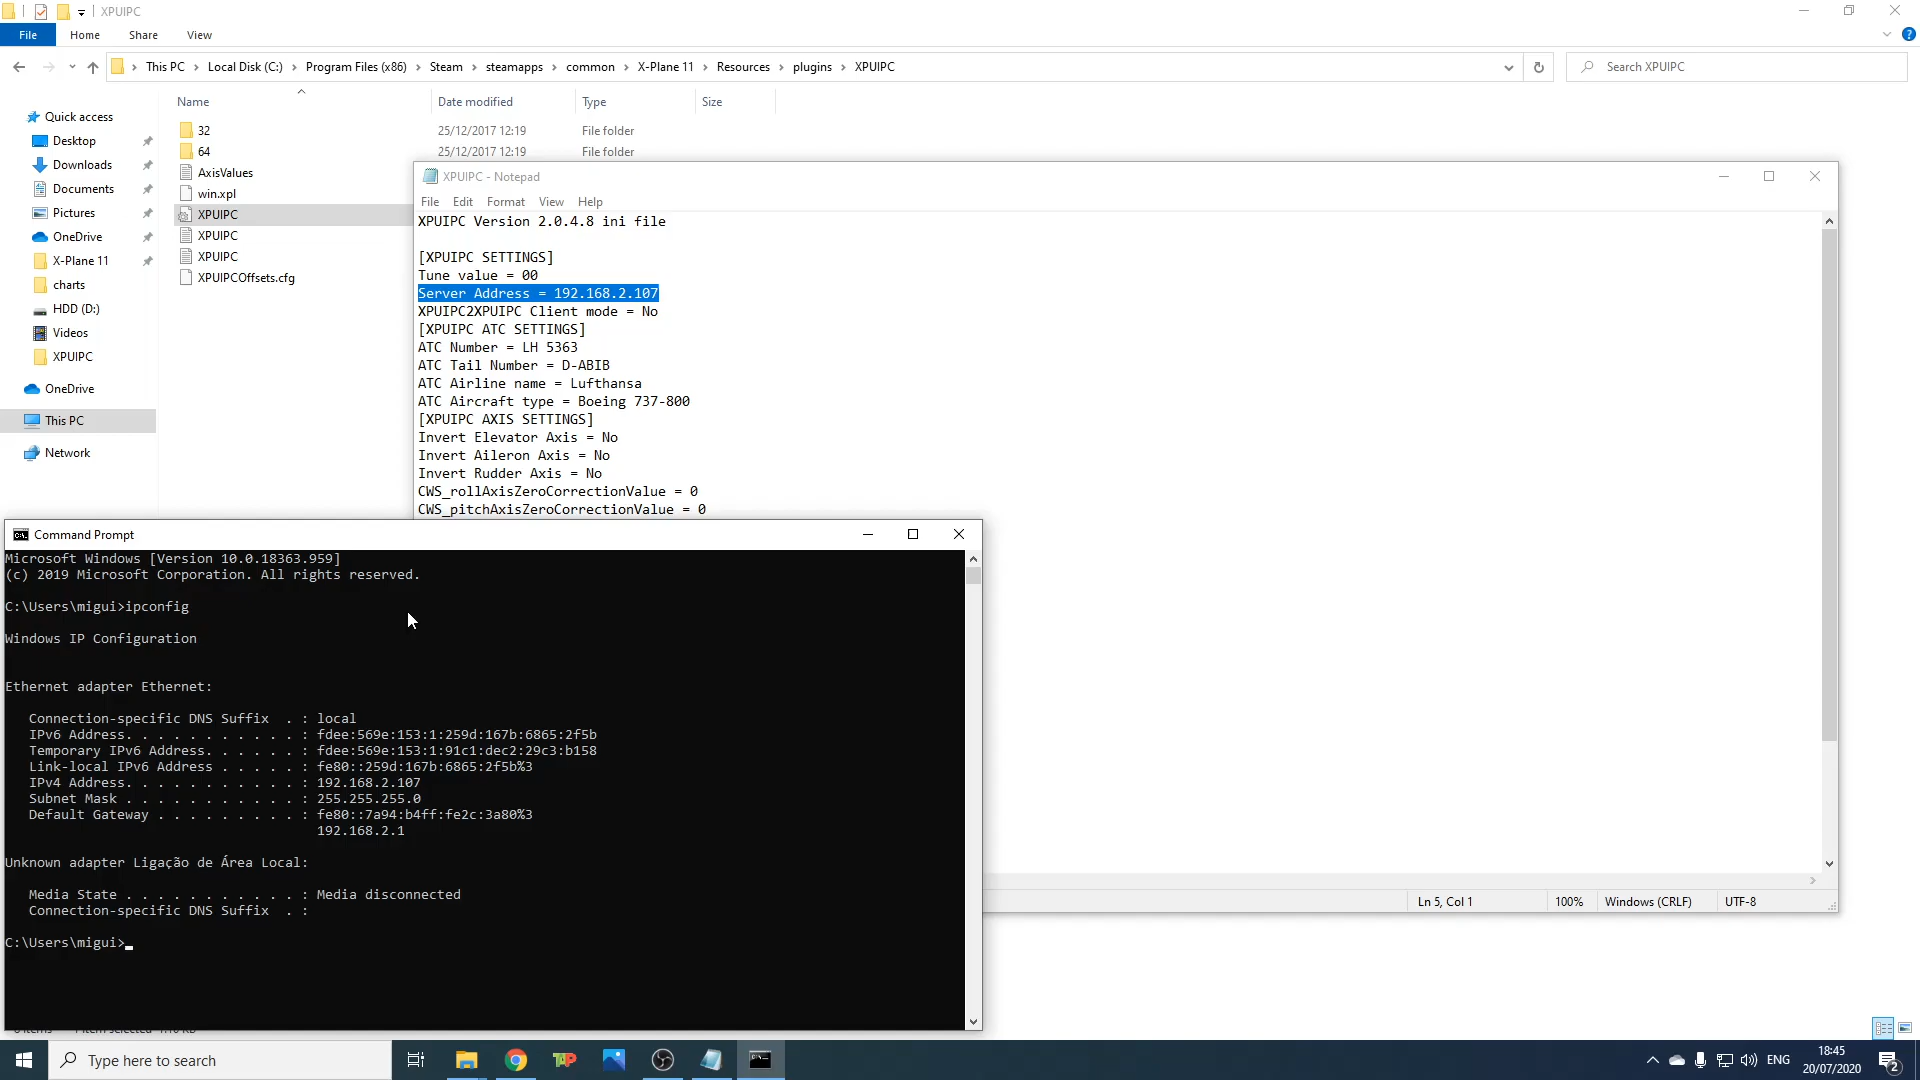 XPUIPC
File Home Share View
This PC Local Disk (C:) Program Files (x86) Steam steamapps common X-Plane 11 Resources plugins XPUIPC
Search XPUIPC
Name Date modified Type Size
Quick access
Desktop
Downloads
Documents
Pictures
OneDrive
X-Plane 11
charts
HDD (D:)
Videos
XPUIPC
OneDrive
This PC
Network
32 25/12/2017 12:19 File folder
64 25/12/2017 12:19 File folder
AxisValues
win.xpl
XPUIPC
XPUIPC
XPUIPC
XPUIPCOffsets.cfg
XPUIPC - Notepad
File Edit Format View Help
XPUIPC Version 2.0.4.8 ini file
[XPUIPC SETTINGS]
Tune value = 00
Server Address = 192.168.2.107
XPUIPC2XPUIPC Client mode = No
[XPUIPC ATC SETTINGS]
ATC Number = LH 5363
ATC Tail Number = D-ABIB
ATC Airline name = Lufthansa
ATC Aircraft type = Boeing 737-800
[XPUIPC AXIS SETTINGS]
Invert Elevator Axis = No
Invert Aileron Axis = No
Invert Rudder Axis = No
CWS_rollAxisZeroCorrectionValue = 0
CWS_pitchAxisZeroCorrectionValue = 0
Ln 5, Col 1 100% Windows (CRLF) UTF-8
Command Prompt
Microsoft Windows [Version 10.0.18363.959]
(c) 2019 Microsoft Corporation. All rights reserved.
C:\Users\migui>ipconfig
Windows IP Configuration
Ethernet adapter Ethernet:
Connection-specific DNS Suffix . : local
IPv6 Address. . . . . . . . . . . : fdee:569e:153:1:259d:167b:6865:2f5b
Temporary IPv6 Address. . . . . . : fdee:569e:153:1:91c1:dec2:29c3:b158
Link-local IPv6 Address . . . . . : fe80::259d:167b:6865:2f5b%3
IPv4 Address. . . . . . . . . . . : 192.168.2.107
Subnet Mask . . . . . . . . . . . : 255.255.255.0
Default Gateway . . . . . . . . . : fe80::7a94:b4ff:fe2c:3a80%3
192.168.2.1
Unknown adapter Ligação de Área Local:
Media State . . . . . . . . . . . : Media disconnected
Connection-specific DNS Suffix . :
C:\Users\migui>_
Type here to search
TAP
ENG
18:45
20/07/2020
2